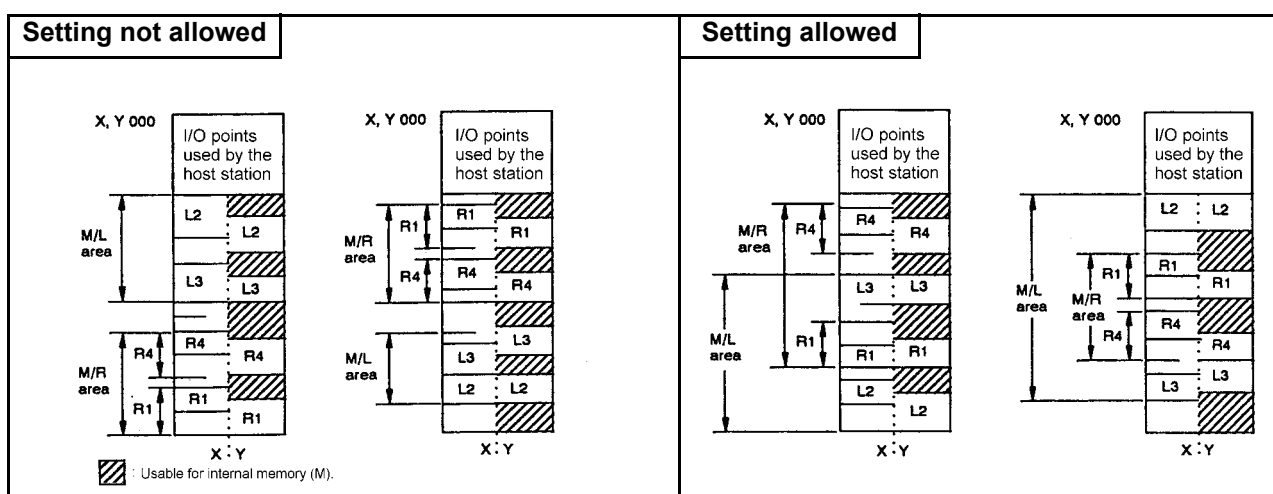 Setting not allowed
X, Y 000
I/O points
used by the
host station
M/L
area
L2
L2
L3
L3
M/R
area
R4
R4
R4
R1
R1
R1
X
Y
: Usable for internal memory (M).
X, Y 000
I/O points
used by the
host station
M/R
area
R1
R1
R1
R4
R4
R4
M/L
area
L3
L3
L2
L2
X
Y
Setting allowed
X, Y 000
I/O points
used by the
host station
M/R
area
R4
R4
R4
L3
L3
M/L
area
R1
R1
R1
L2
L2
X
Y
X, Y 000
I/O points
used by the
host station
L2
L2
M/L
area
M/R
area
R1
R1
R1
R4
R4
R4
L3
L3
X
Y